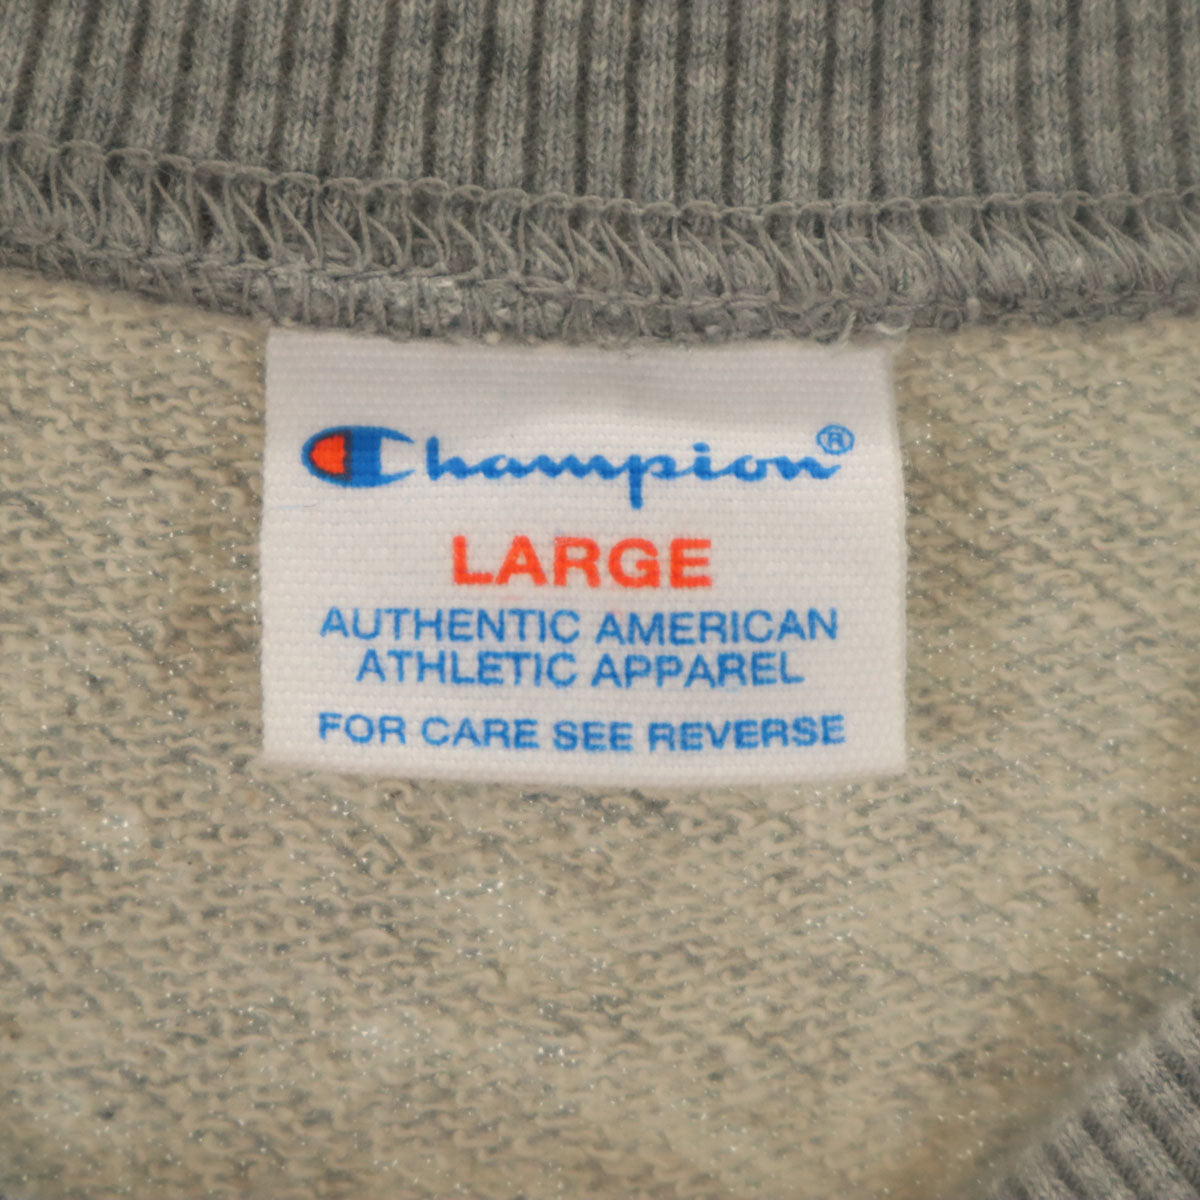 Champion®
LARGE
AUTHENTIC AMERICAN
ATHLETIC APPAREL
FOR CARE SEE REVERSE